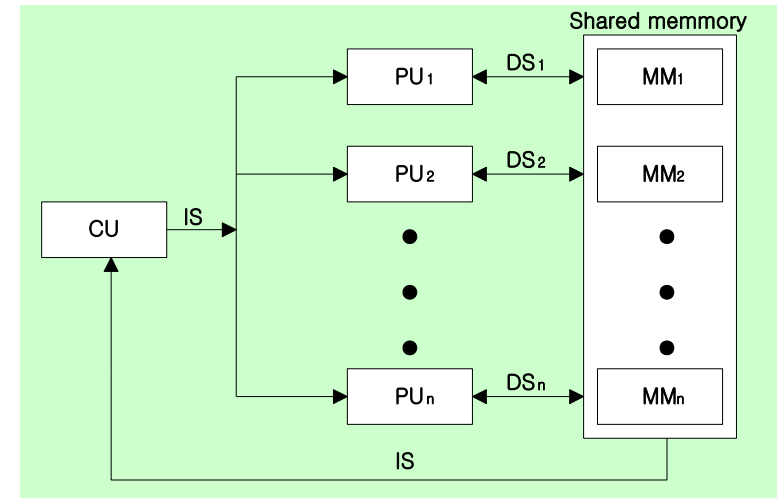 Shared memmory
PU₁
DS₁
MM₁
PU₂
DS₂
MM₂
CU
IS
PUₙ
DSₙ
MMₙ
IS